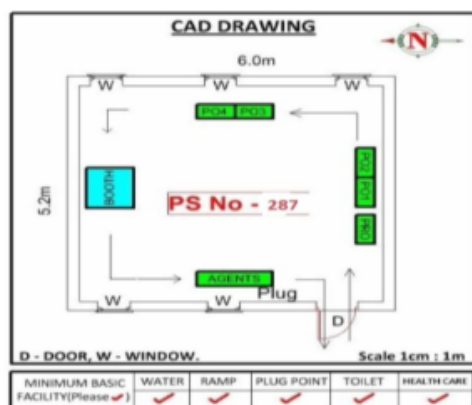 CAD DRAWING
N
6.0m
W W W
PO4 PO3
5.2m
BOOTH
PO2
PO1
PRO
PS No - 287
AGENTS
Plug
W W
D
D - DOOR, W - WINDOW. Scale 1cm : 1m
MINIMUM BASIC FACILITY(Please ✓) WATER RAMP PLUG POINT TOILET HEALTH CARE
✓ ✓ ✓ ✓ ✓